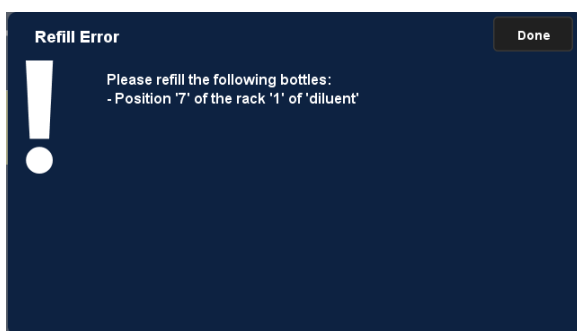 Refill Error
Done
Please refill the following bottles:
- Position '7' of the rack '1' of 'diluent'